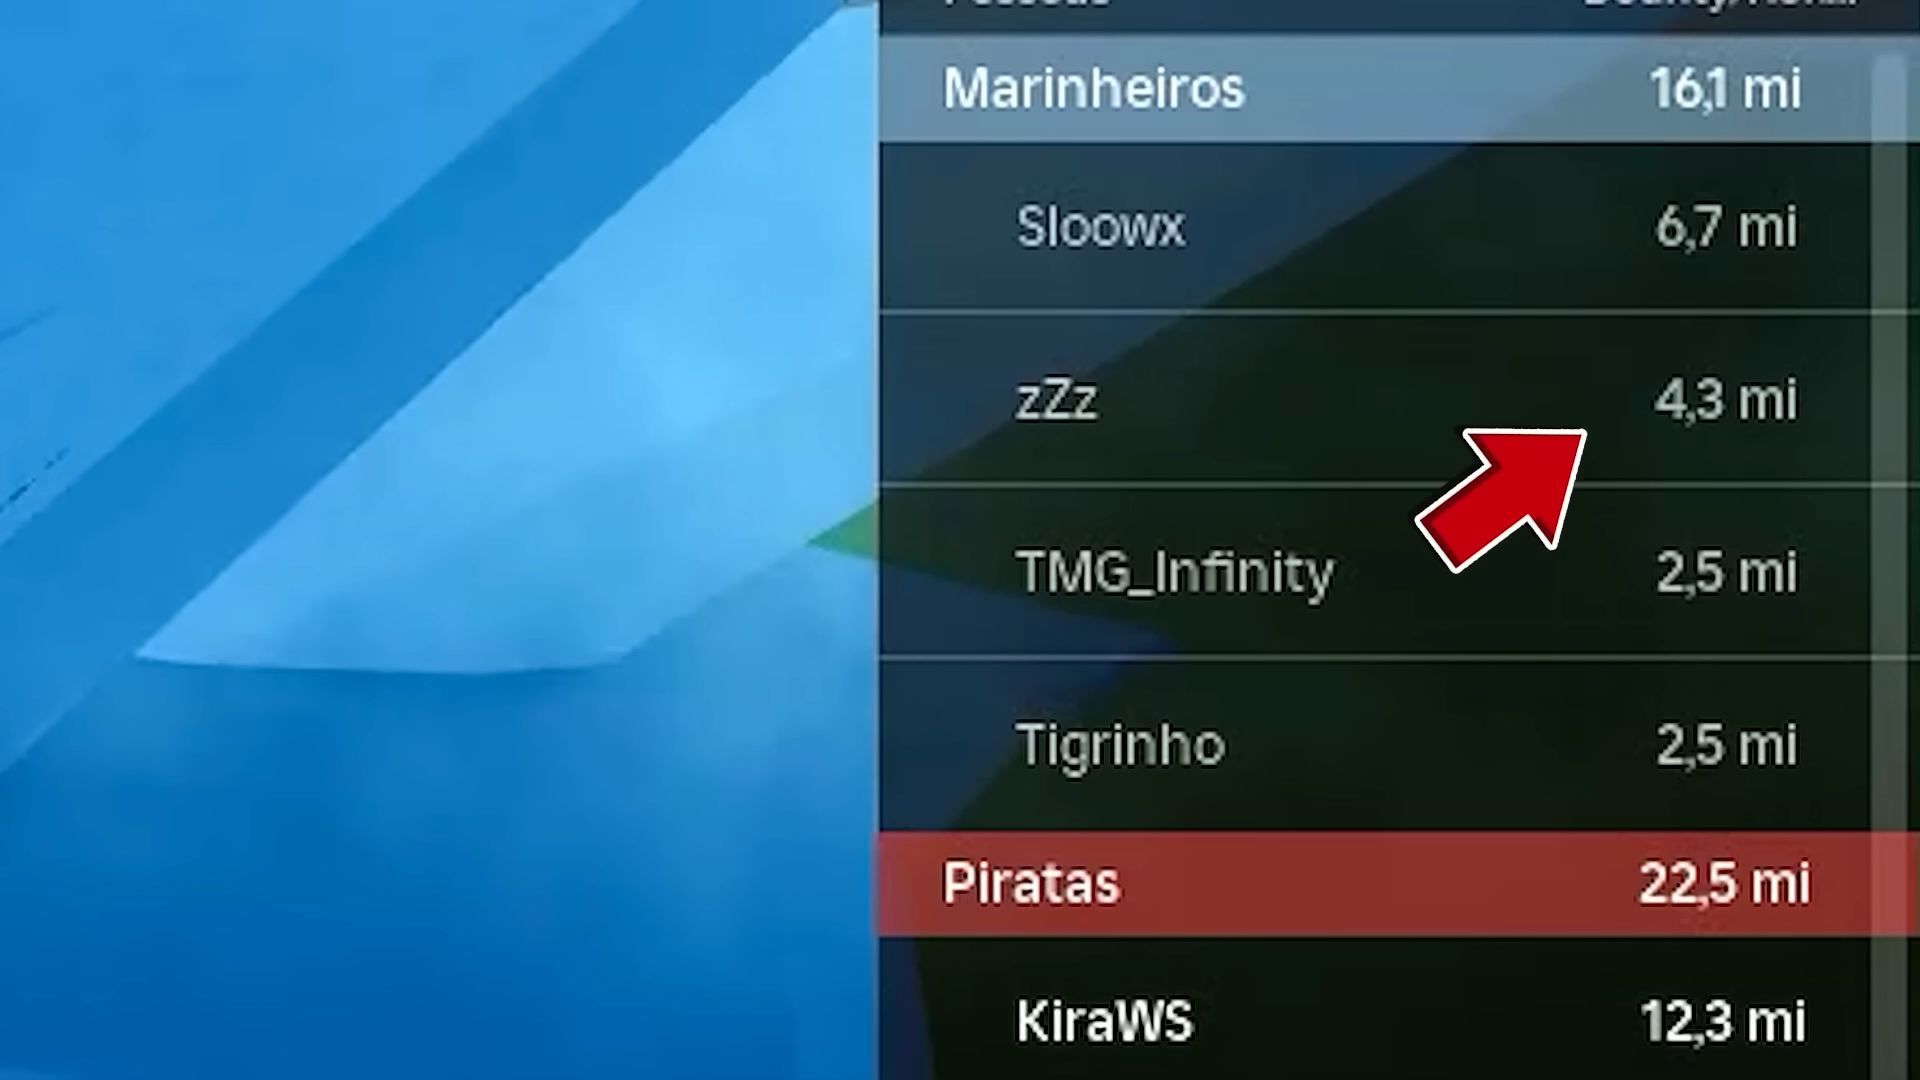 Marinheiros 16,1 mi
Sloowx 6,7 mi
zZz 4,3 mi
TMG_Infinity 2,5 mi
Tigrinho 2,5 mi
Piratas 22,5 mi
KiraWS 12,3 mi